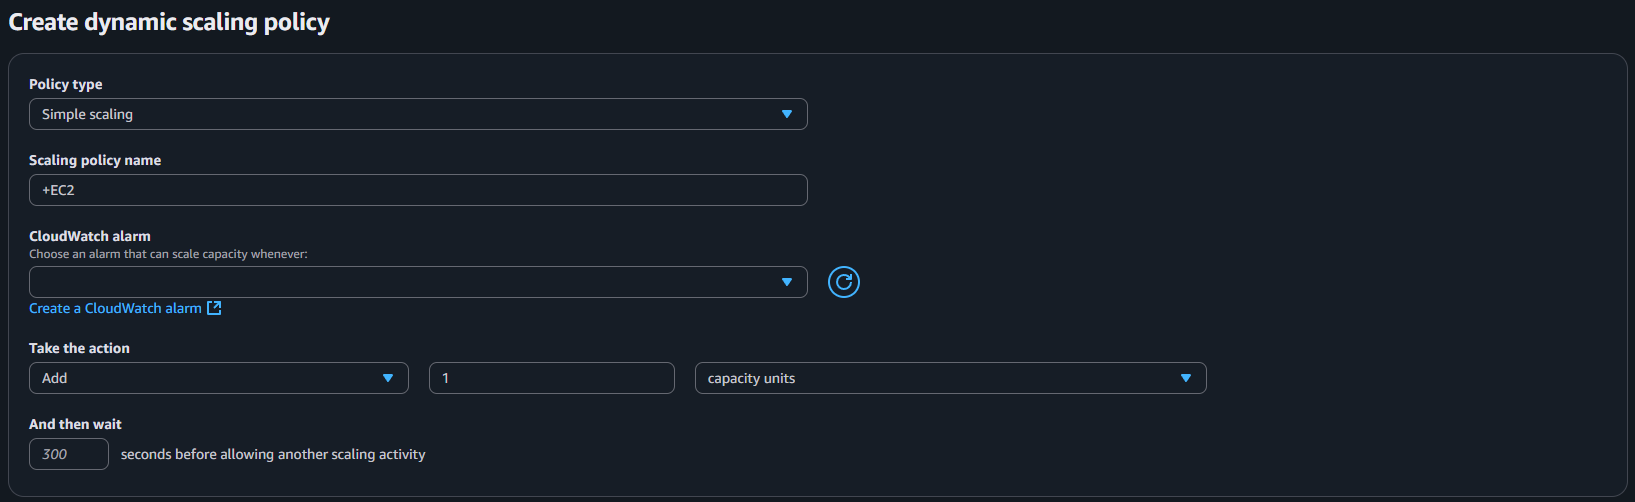 Create dynamic scaling policy
Policy type
Simple scaling
Scaling policy name
+EC2
CloudWatch alarm
Choose an alarm that can scale capacity whenever:
Create a CloudWatch alarm
Take the action
Add 1 capacity units
And then wait
300 seconds before allowing another scaling activity